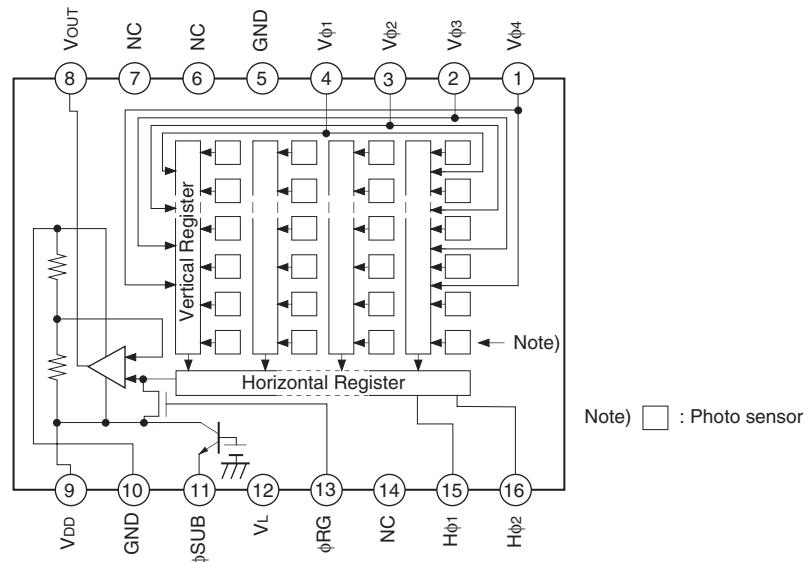 VOUT NC NC GND Vϕ1 Vϕ2 Vϕ3 Vϕ4
8 7 6 5 4 3 2 1
Vertical Register
Note)
Horizontal Register
Note) : Photo sensor
9 10 11 12 13 14 15 16
VDD GND ϕSUB VL ϕRG NC Hϕ1 Hϕ2